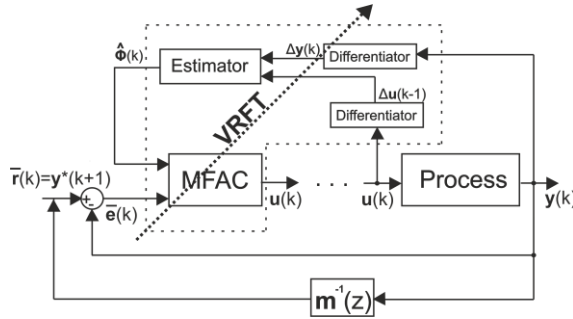 Φ̂(k)
Estimator
Δy(k)
Differentiator
Δu(k-1)
Differentiator
VRFT
r̅(k)=y*(k+1)
+
-
e̅(k)
MFAC
u(k)
. . .
u(k)
Process
y(k)
m⁻¹(z)